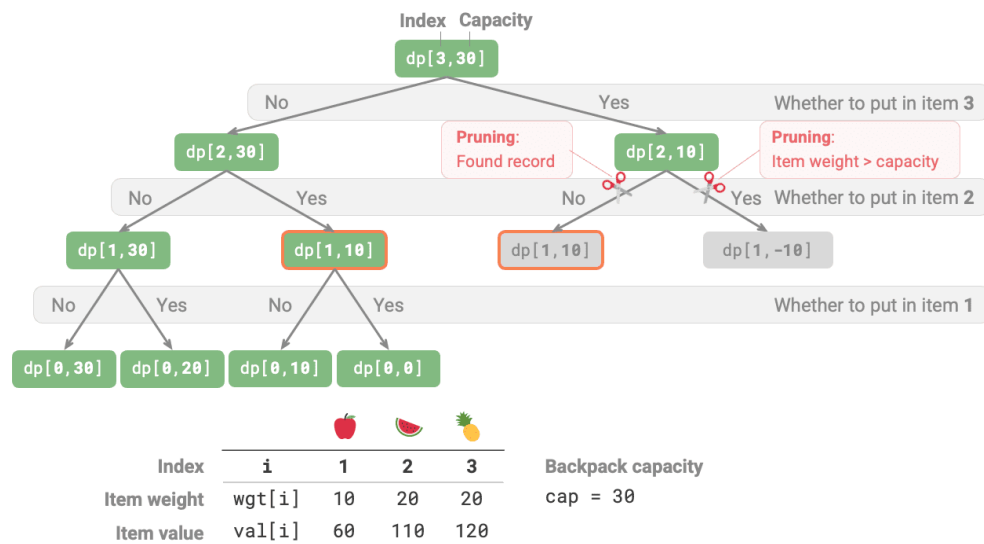 Index Capacity
dp[3,30]
No Yes Whether to put in item 3
Pruning:
Found record
Pruning:
Item weight > capacity
dp[2,30] dp[2,10]
No Yes No Yes Whether to put in item 2
dp[1,30] dp[1,10] dp[1,10] dp[1,-10]
No Yes No Yes Whether to put in item 1
dp[0,30] dp[0,20] dp[0,10] dp[0,0]
Index i 1 2 3 Backpack capacity
Item weight wgt[i] 10 20 20 cap = 30
Item value val[i] 60 110 120